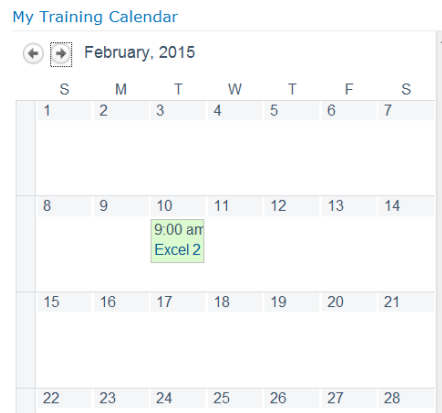 My Training Calendar
February, 2015
S M T W T F S
1 2 3 4 5 6 7
8 9 10 11 12 13 14
9:00 am
Excel 2
15 16 17 18 19 20 21
22 23 24 25 26 27 28